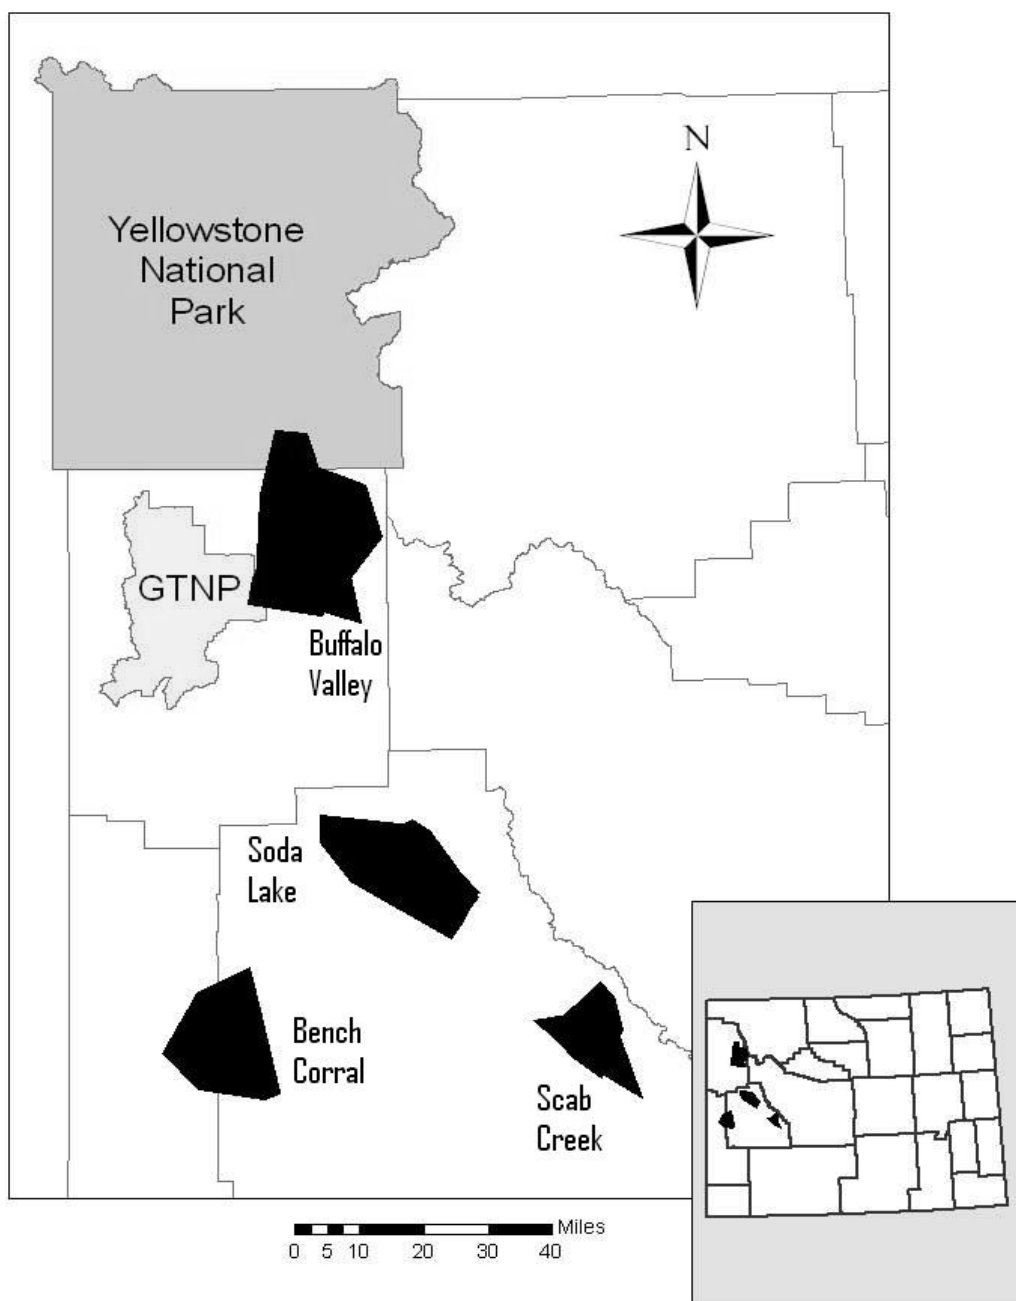 N
Yellowstone
National
Park
GTNP
Buffalo
Valley
Soda
Lake
Bench
Corral
Scab
Creek
Miles
0 5 10 20 30 40